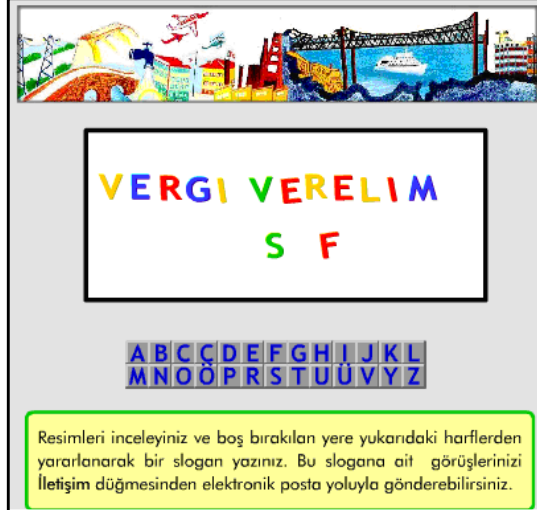 VERGI VERELIM
S F
A B C Ç D E F G H I J K L
M N O Ö P R S T U Ü V Y Z
Resimleri inceleyiniz ve boş bırakılan yere yukarıdaki harflerden
yararlanarak bir slogan yazınız. Bu slogana ait görüşlerinizi
İletişim düğmesinden elektronik posta yoluyla gönderebilirsiniz.